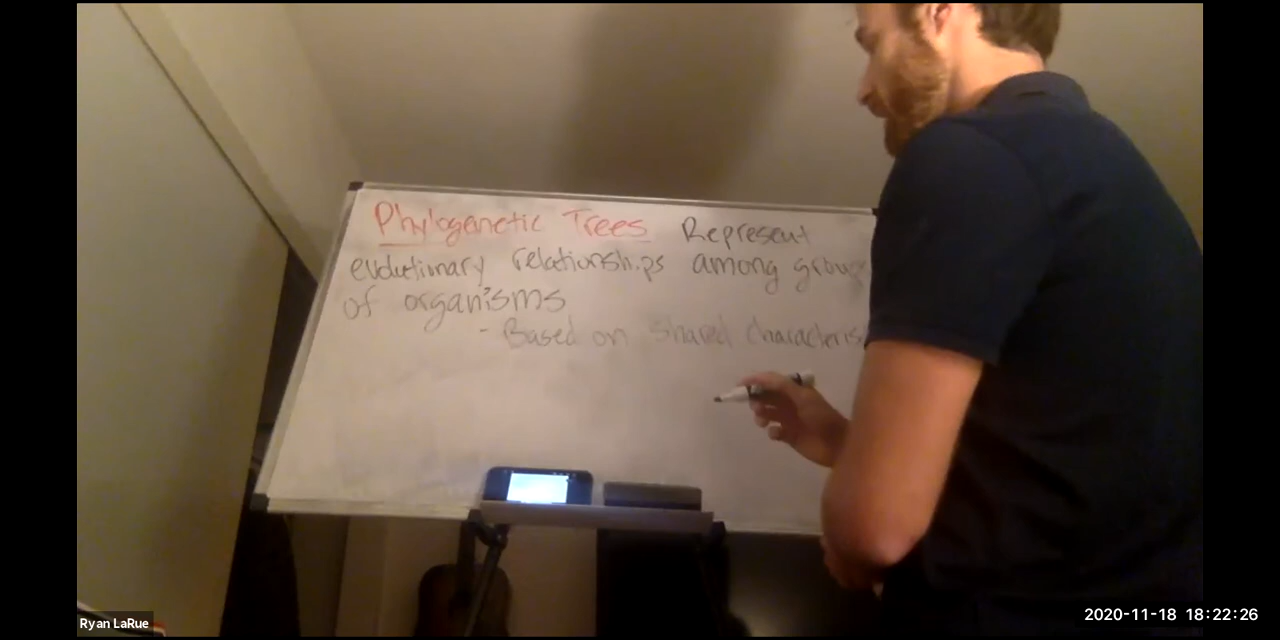 Phylogenetic Trees Represent
evolutionary relationships among groups
of organisms
- Based on shared characteris
Ryan LaRue
2020-11-18 18:22:26